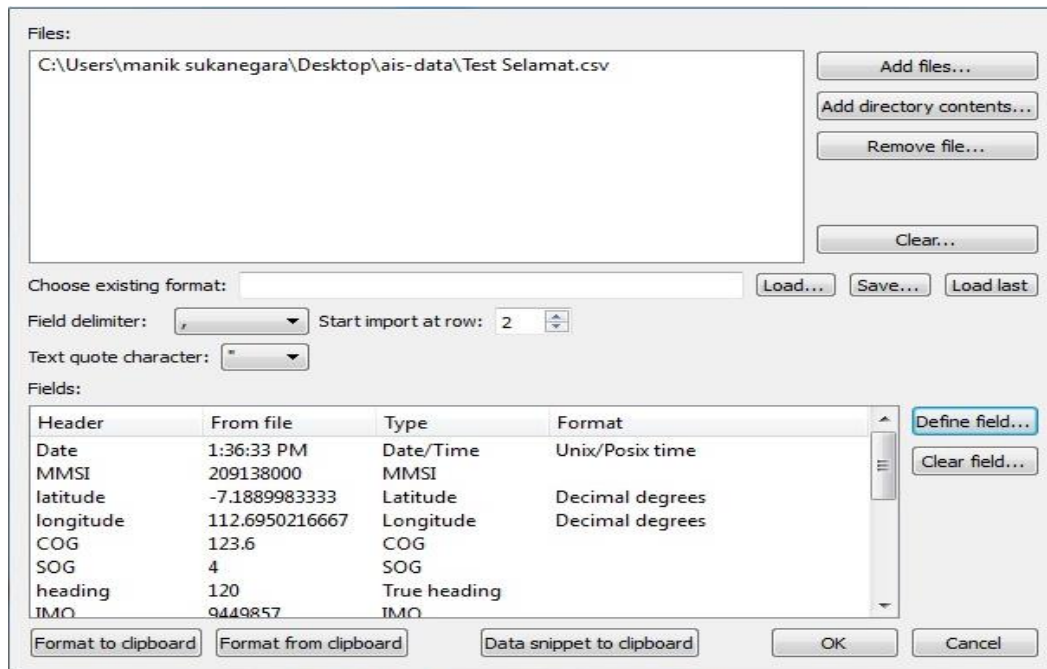 Files:
C:\Users\manik sukanegara\Desktop\ais-data\Test Selamat.csv
Add files...
Add directory contents...
Remove file...
Clear...
Choose existing format:
Load... Save... Load last
Field delimiter: , Start import at row: 2
Text quote character: "
Fields:
Header From file Type Format
Date 1:36:33 PM Date/Time Unix/Posix time
MMSI 209138000 MMSI
latitude -7.1889983333 Latitude Decimal degrees
longitude 112.6950216667 Longitude Decimal degrees
COG 123.6 COG
SOG 4 SOG
heading 120 True heading
IMO 9449857 IMO
Define field...
Clear field...
Format to clipboard Format from clipboard Data snippet to clipboard OK Cancel